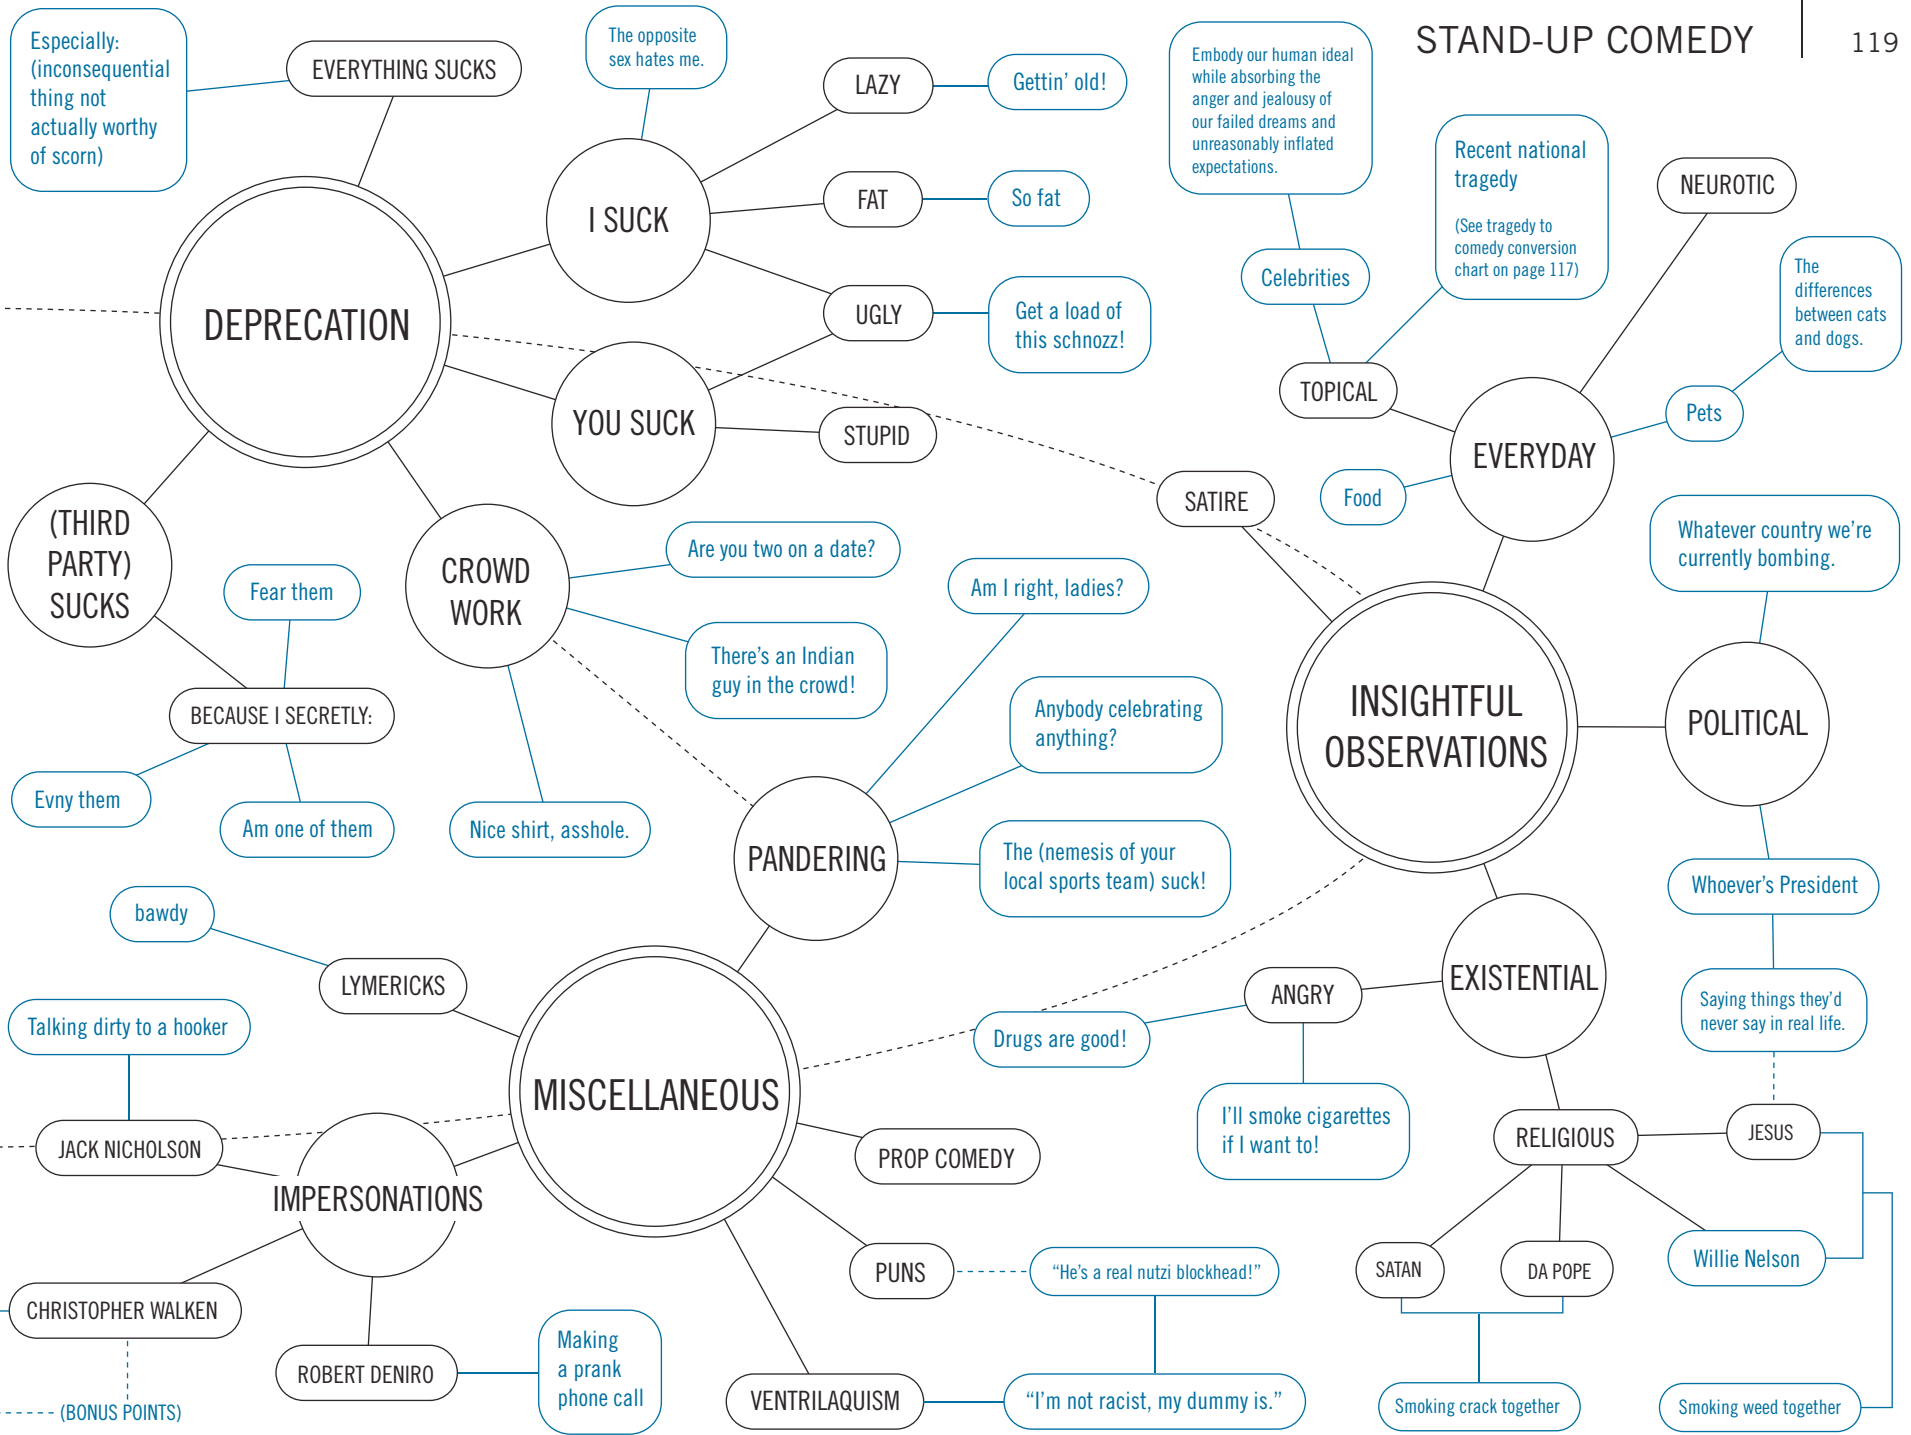 STAND-UP COMEDY
119
Especially:
(inconsequential
thing not
actually worthy
of scorn)
EVERYTHING SUCKS
The opposite
sex hates me.
LAZY
Gettin’ old!
I SUCK
FAT
So fat
UGLY
Get a load of
this schnozz!
DEPRECATION
YOU SUCK
STUPID
Embody our human ideal
while absorbing the
anger and jealousy of
our failed dreams and
unreasonably inflated
expectations.
Celebrities
Recent national
tragedy
(See tragedy to
comedy conversion
chart on page 117)
TOPICAL
NEUROTIC
The
differences
between cats
and dogs.
Pets
EVERYDAY
Food
SATIRE
(THIRD
PARTY)
SUCKS
Fear them
BECAUSE I SECRETLY:
Evny them
Am one of them
CROWD
WORK
Are you two on a date?
There’s an Indian
guy in the crowd!
Nice shirt, asshole.
Am I right, ladies?
Anybody celebrating
anything?
PANDERING
The (nemesis of your
local sports team) suck!
INSIGHTFUL
OBSERVATIONS
Whatever country we’re
currently bombing.
POLITICAL
Whoever’s President
Saying things they’d
never say in real life.
EXISTENTIAL
ANGRY
Drugs are good!
I’ll smoke cigarettes
if I want to!
RELIGIOUS
JESUS
SATAN
DA POPE
Willie Nelson
Smoking crack together
Smoking weed together
bawdy
LYMERICKS
Talking dirty to a hooker
JACK NICHOLSON
MISCELLANEOUS
IMPERSONATIONS
CHRISTOPHER WALKEN
(BONUS POINTS)
ROBERT DENIRO
Making
a prank
phone call
PROP COMEDY
PUNS
“He’s a real nutzi blockhead!”
VENTRILAQUISM
“I’m not racist, my dummy is.”